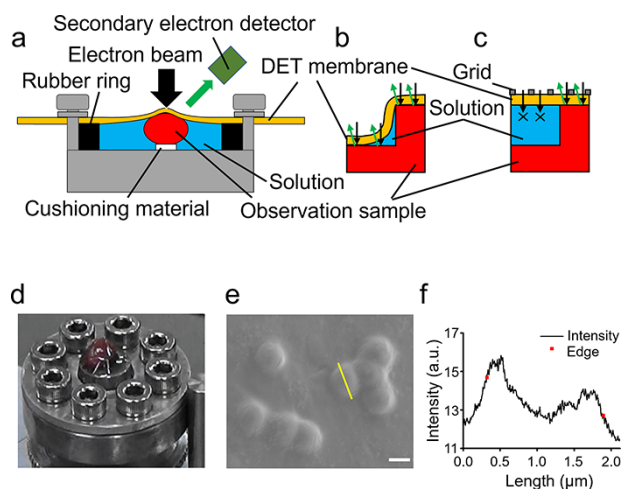 a
Secondary electron detector
Electron beam
Rubber ring
Solution
Cushioning material
Observation sample
b
c
DET membrane
Grid
Solution
d
e
f
Intensity
Edge
Intensity (a.u.)
17
15
13
11
0.0 0.5 1.0 1.5 2.0
Length (μm)